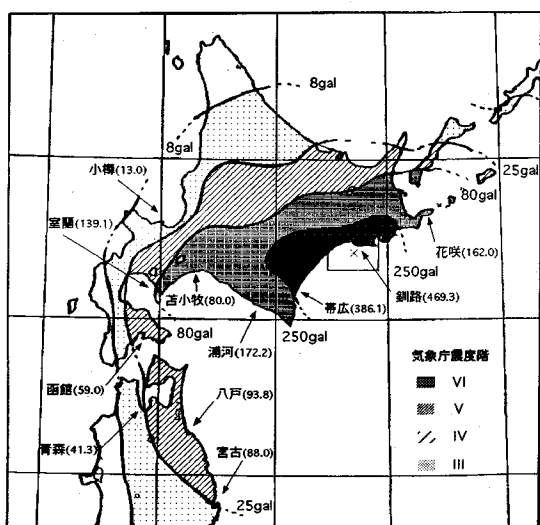 8gal
8gal
小樽(13.0)
25gal
80gal
室蘭(139.1)
花咲(162.0)
250gal
苫小牧(80.0)
帯広(386.1)
釧路(469.3)
80gal
250gal
浦河(172.2)
気象庁震度階
函館(59.0)
八戸(93.8)
VI
V
青森(41.3)
宮古(88.0)
IV
III
25gal